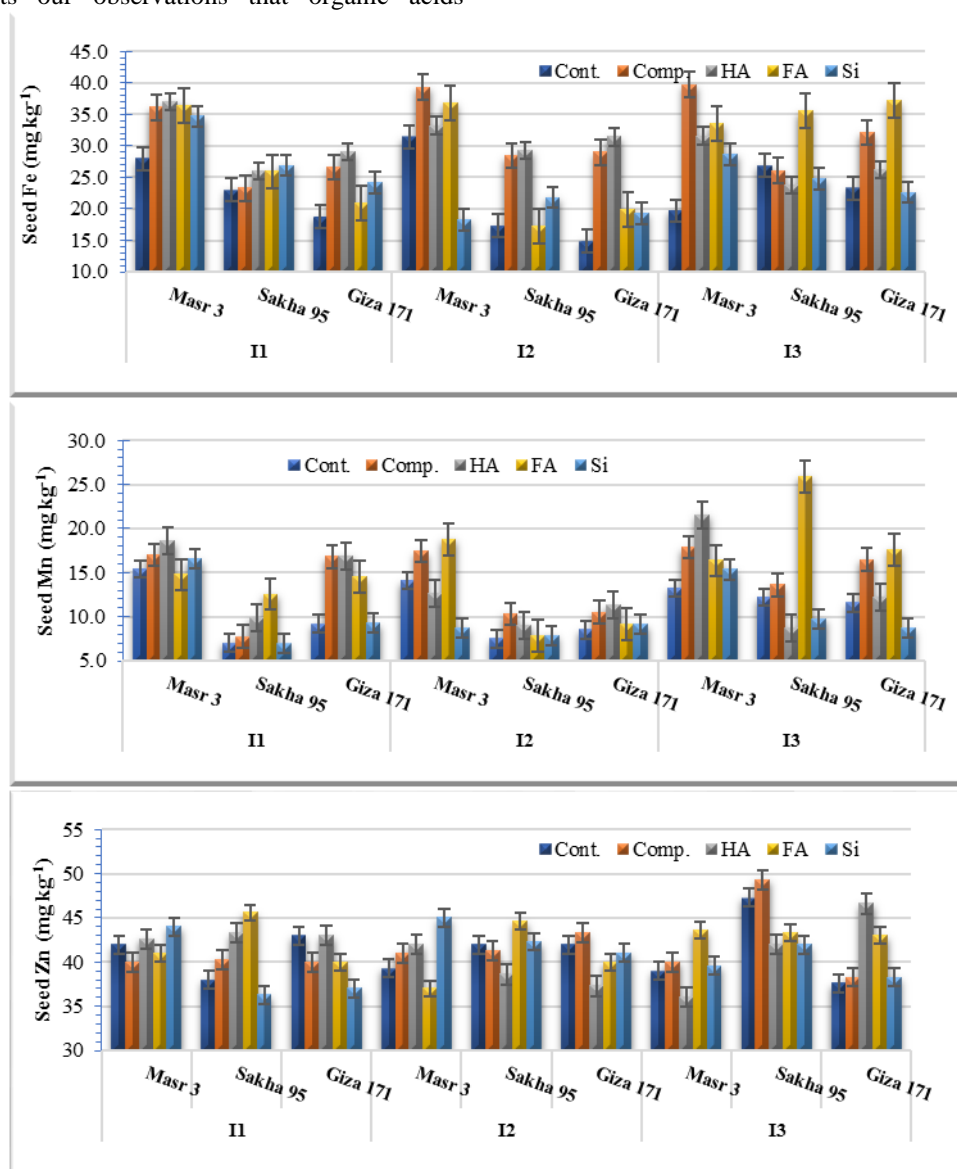 ts our observations that organic acids
45.0
40.0
35.0
30.0
25.0
20.0
15.0
10.0
Seed Fe (mg kg⁻¹)
Cont. Comp. HA FA Si
Masr 3 Sakha 95 Giza 171 Masr 3 Sakha 95 Giza 171 Masr 3 Sakha 95 Giza 171
I1 I2 I3
30.0
25.0
20.0
15.0
10.0
5.0
Seed Mn (mg kg⁻¹)
Cont. Comp. HA FA Si
Masr 3 Sakha 95 Giza 171 Masr 3 Sakha 95 Giza 171 Masr 3 Sakha 95 Giza 171
I1 I2 I3
55
50
45
40
35
30
Seed Zn (mg kg⁻¹)
Cont. Comp. HA FA Si
Masr 3 Sakha 95 Giza 171 Masr 3 Sakha 95 Giza 171 Masr 3 Sakha 95 Giza 171
I1 I2 I3